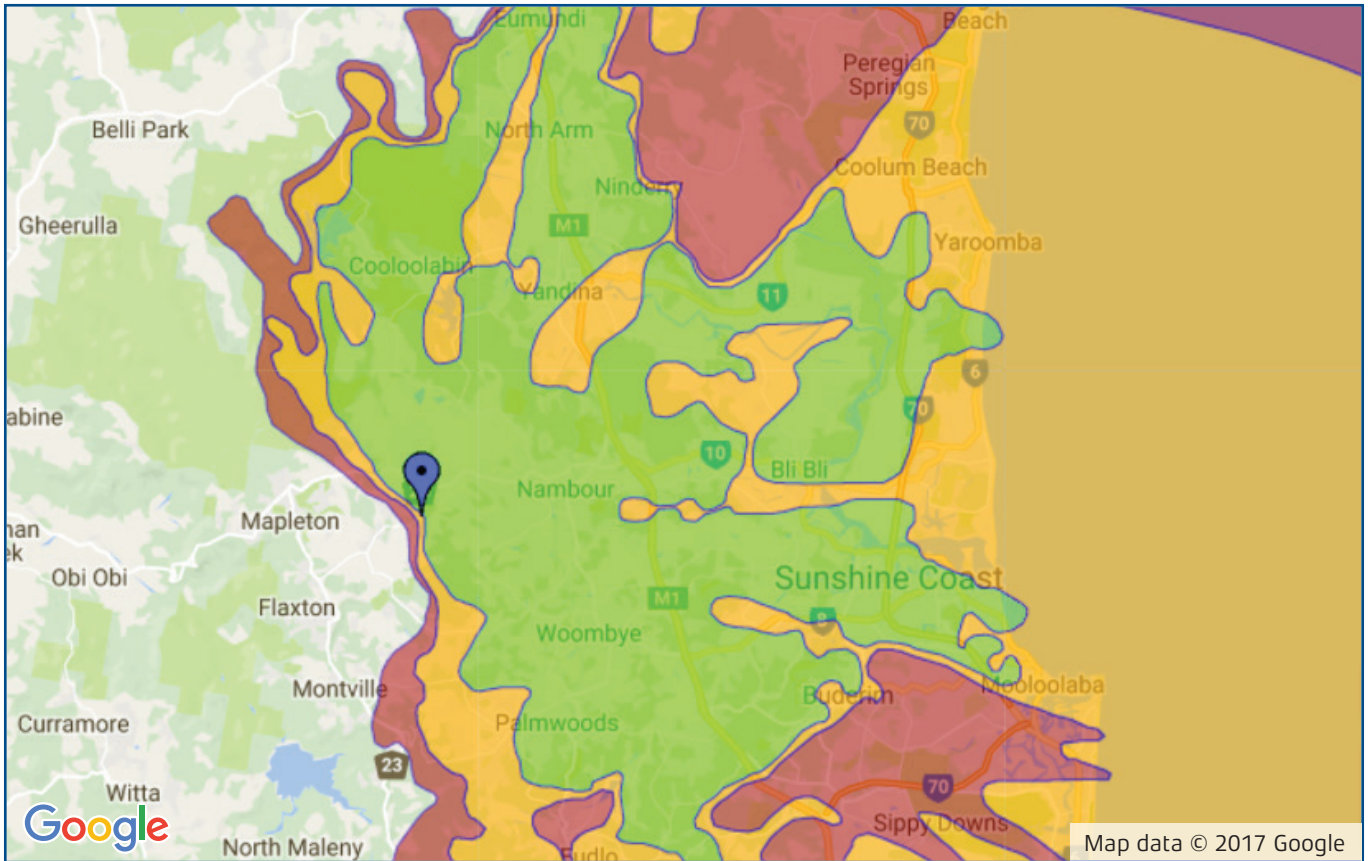 Eumundi
Beach
Peregian
Springs
70
Belli Park
North Arm
Coolum Beach
Gheerulla
M1
Yaroomba
Cooloolabin
Yandina
11
6
abine
70
10
Bli Bli
Nambour
Mapleton
nan
ek
Obi Obi
Sunshine Coast
Flaxton
M1
8
Woombye
Montville
Buderim
Mooloolaba
Curramore
Palmwoods
23
70
Witta
Google
Sippy Downs
North Maleny
Map data © 2017 Google